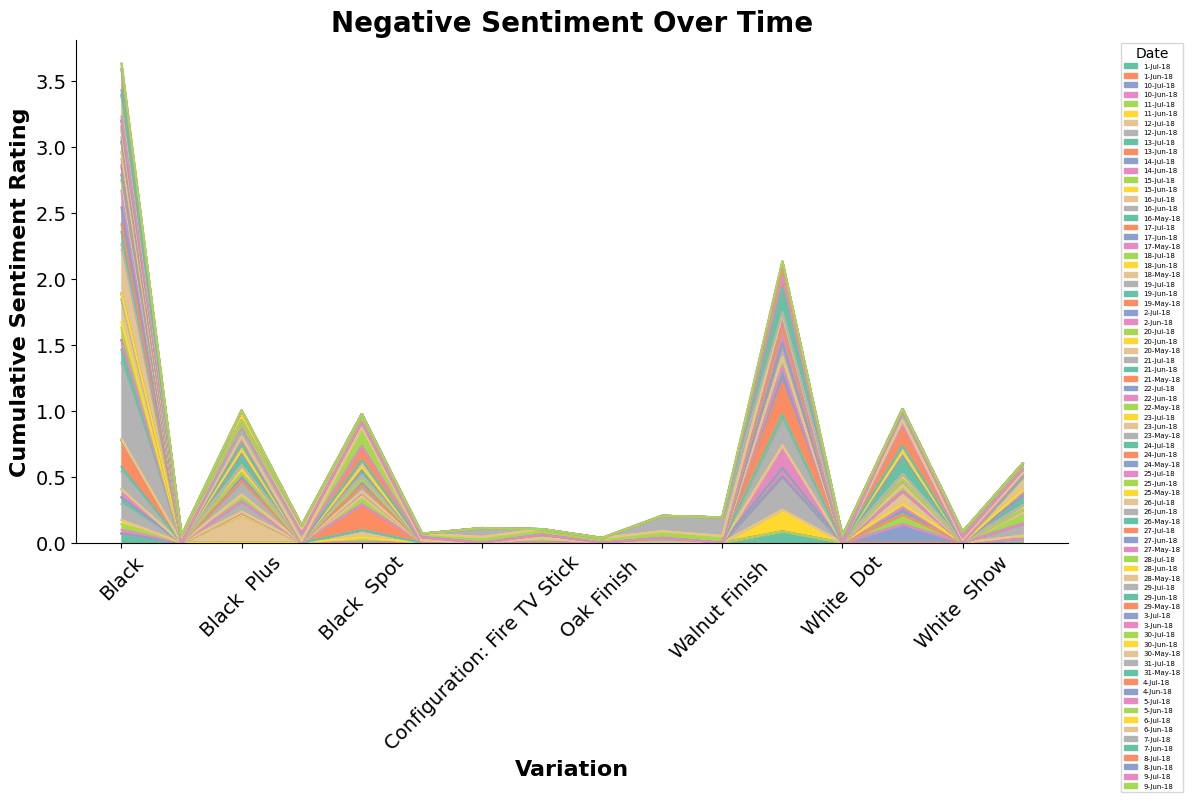 Negative Sentiment Over Time
Cumulative Sentiment Rating
3.5
3.0
2.5
2.0
1.5
1.0
0.5
0.0
Black
Black  Plus
Black  Spot
Configuration: Fire TV Stick
Oak Finish
Walnut Finish
White  Dot
White  Show
Variation
Date
1-Jul-18
1-Jun-18
10-Jul-18
10-Jun-18
11-Jul-18
11-Jun-18
12-Jul-18
12-Jun-18
13-Jul-18
13-Jun-18
14-Jul-18
14-Jun-18
15-Jul-18
15-Jun-18
16-Jul-18
16-Jun-18
16-May-18
17-Jul-18
17-Jun-18
17-May-18
18-Jul-18
18-Jun-18
18-May-18
19-Jul-18
19-Jun-18
19-May-18
2-Jul-18
2-Jun-18
20-Jul-18
20-Jun-18
20-May-18
21-Jul-18
21-Jun-18
21-May-18
22-Jul-18
22-Jun-18
22-May-18
23-Jul-18
23-Jun-18
23-May-18
24-Jul-18
24-Jun-18
24-May-18
25-Jul-18
25-Jun-18
25-May-18
26-Jul-18
26-Jun-18
26-May-18
27-Jul-18
27-Jun-18
27-May-18
28-Jul-18
28-Jun-18
28-May-18
29-Jul-18
29-Jun-18
29-May-18
3-Jul-18
3-Jun-18
30-Jul-18
30-Jun-18
30-May-18
31-Jul-18
31-May-18
4-Jul-18
4-Jun-18
5-Jul-18
5-Jun-18
6-Jul-18
6-Jun-18
7-Jul-18
7-Jun-18
8-Jul-18
8-Jun-18
9-Jul-18
9-Jun-18